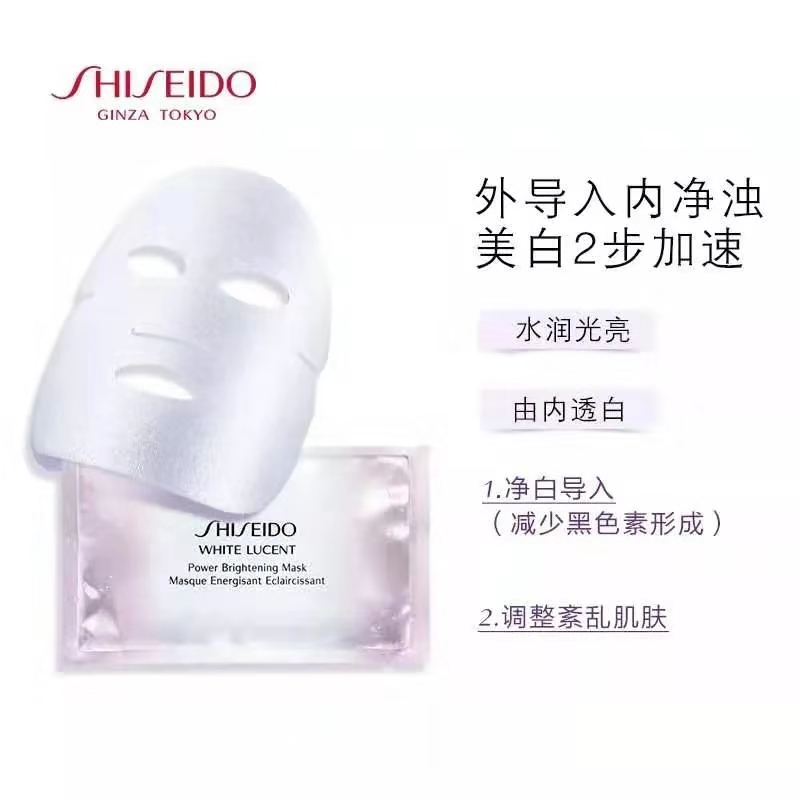 SHISEIDO
GINZA TOKYO
外导入内净浊
美白2步加速
水润光亮
由内透白
1.净白导入
（减少黑色素形成）
2.调整紊乱肌肤
SHISEIDO
WHITE LUCENT
Power Brightening Mask
Masque Energisant Eclaircissant